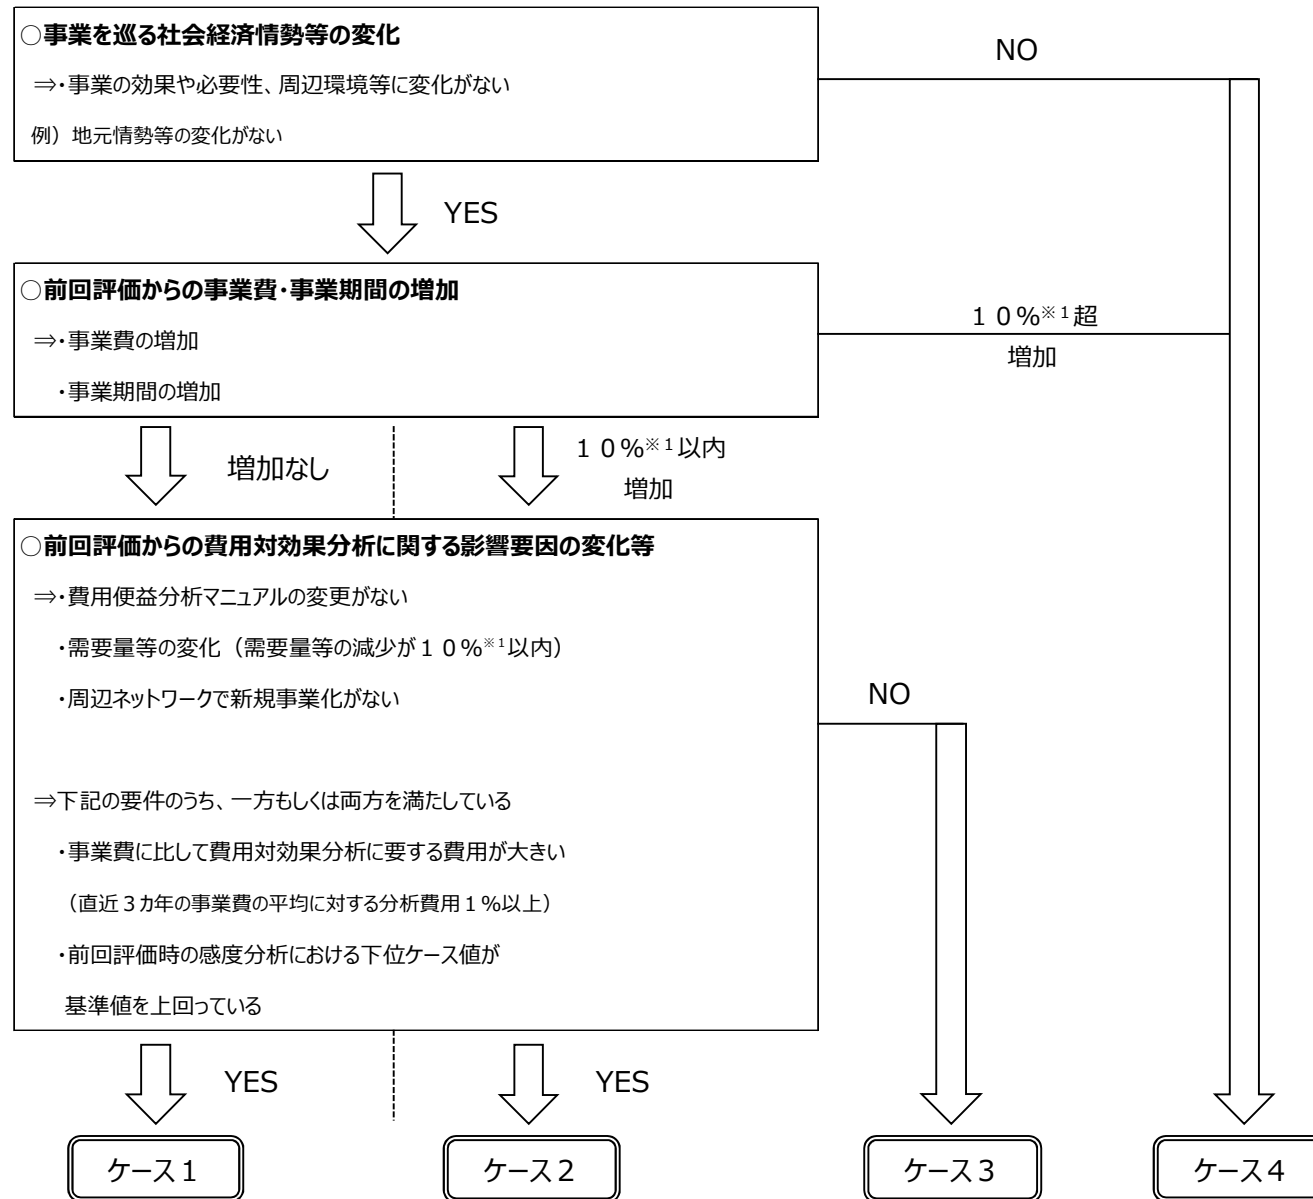 ○事業を巡る社会経済情勢等の変化
NO
⇒・事業の効果や必要性、周辺環境等に変化がない
例）地元情勢等の変化がない
YES
○前回評価からの事業費・事業期間の増加
１０%※１超
増加
⇒・事業費の増加
・事業期間の増加
増加なし
１０%※１以内
増加
○前回評価からの費用対効果分析に関する影響要因の変化等
⇒・費用便益分析マニュアルの変更がない
・需要量等の変化（需要量等の減少が１０%※１以内）
・周辺ネットワークで新規事業化がない
NO
⇒下記の要件のうち、一方もしくは両方を満たしている
・事業費に比して費用対効果分析に要する費用が大きい
（直近３カ年の事業費の平均に対する分析費用１%以上）
・前回評価時の感度分析における下位ケース値が
基準値を上回っている
YES
YES
ケース１
ケース２
ケース３
ケース４